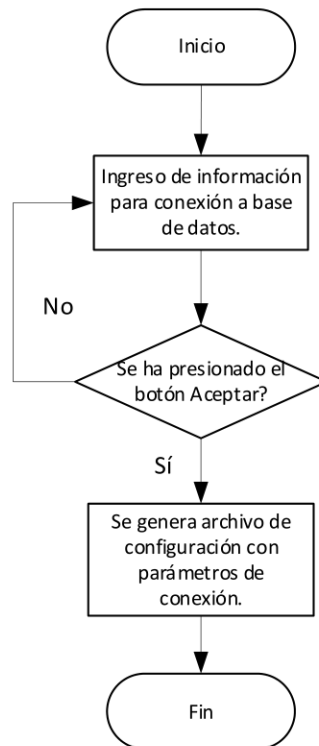 Inicio
Ingreso de información
para conexión a base
de datos.
No
Se ha presionado el
botón Aceptar?
Sí
Se genera archivo de
configuración con
parámetros de
conexión.
Fin